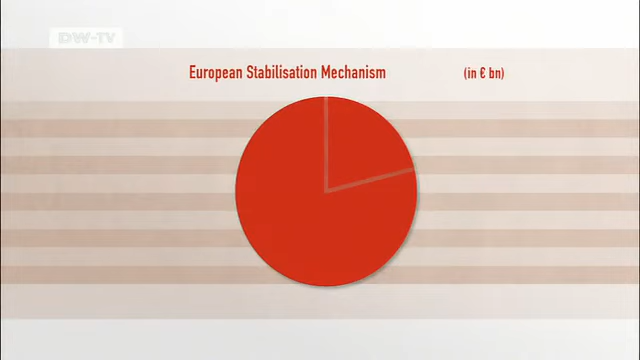 DW-TV
European Stabilisation Mechanism (in € bn)